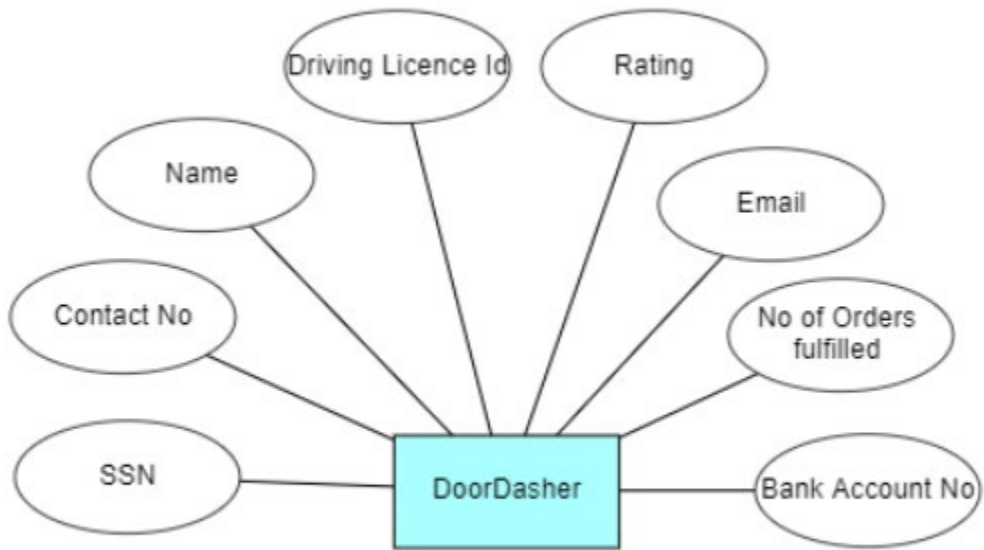 Driving Licence Id
Rating
Name
Email
Contact No
No of Orders
fulfilled
SSN
DoorDasher
Bank Account No